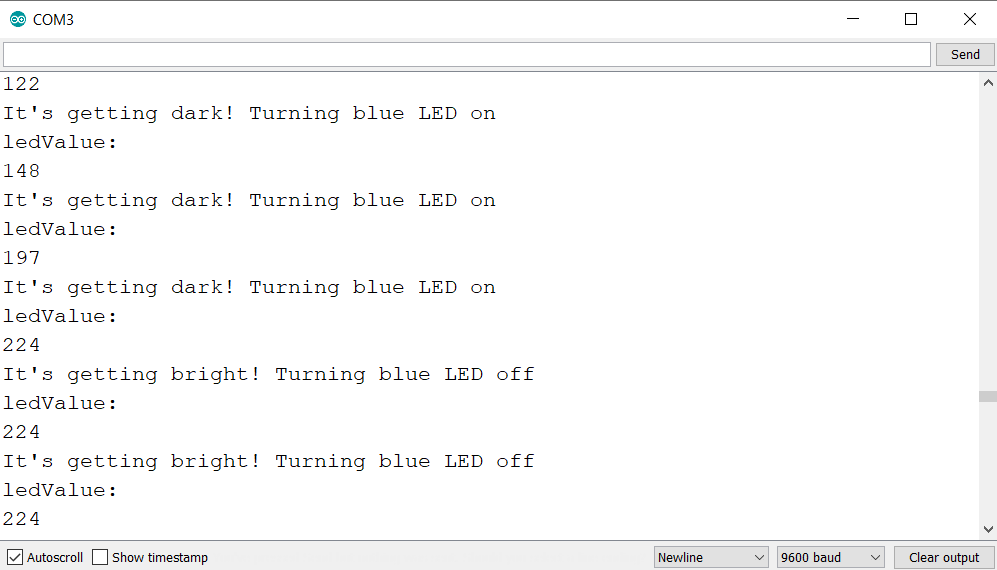 COM3
Send
122
It's getting dark! Turning blue LED on
ledValue:
148
It's getting dark! Turning blue LED on
ledValue:
197
It's getting dark! Turning blue LED on
ledValue:
224
It's getting bright! Turning blue LED off
ledValue:
224
It's getting bright! Turning blue LED off
ledValue:
224
Autoscroll Show timestamp Newline 9600 baud Clear output